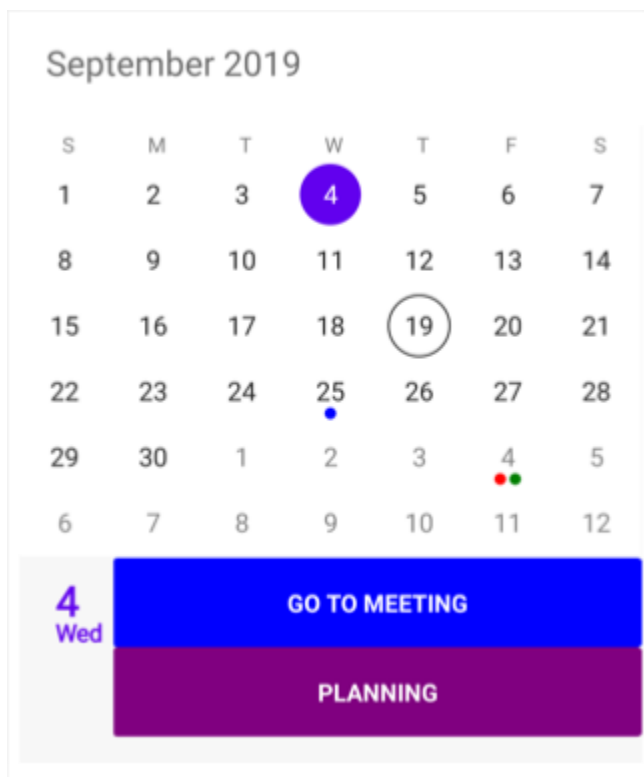 September 2019
S M T W T F S
1 2 3 4 5 6 7
8 9 10 11 12 13 14
15 16 17 18 19 20 21
22 23 24 25 26 27 28
29 30 1 2 3 4 5
6 7 8 9 10 11 12
4
Wed
GO TO MEETING
PLANNING